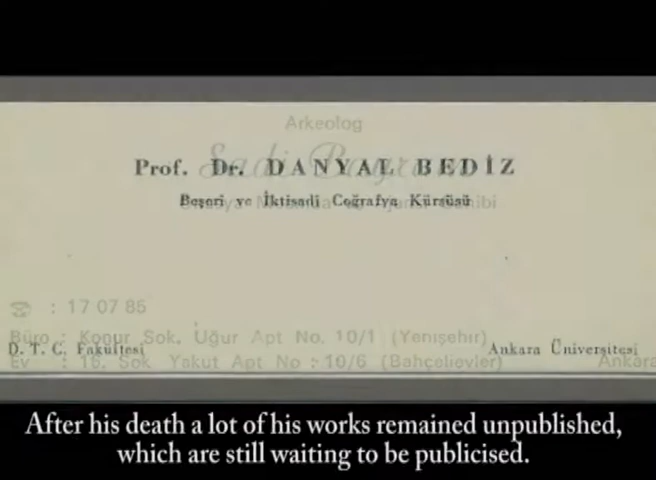 Arkeolog
Prof. Dr. DANYAL BEDİZ
Sadi
Beşeri ve İktisadi Coğrafya Kürsüsü
: 17 07 85
Büro : Konur Sok. Uğur Apt No. 10/1 (Yenişehir)
D. T. C. Fakültesi
Ankara Üniversitesi
Ev : 16. Sok Yakut Apt No : 10/6 (Bahçelievler)
Ankara
After his death a lot of his works remained unpublished,
which are still waiting to be publicised.